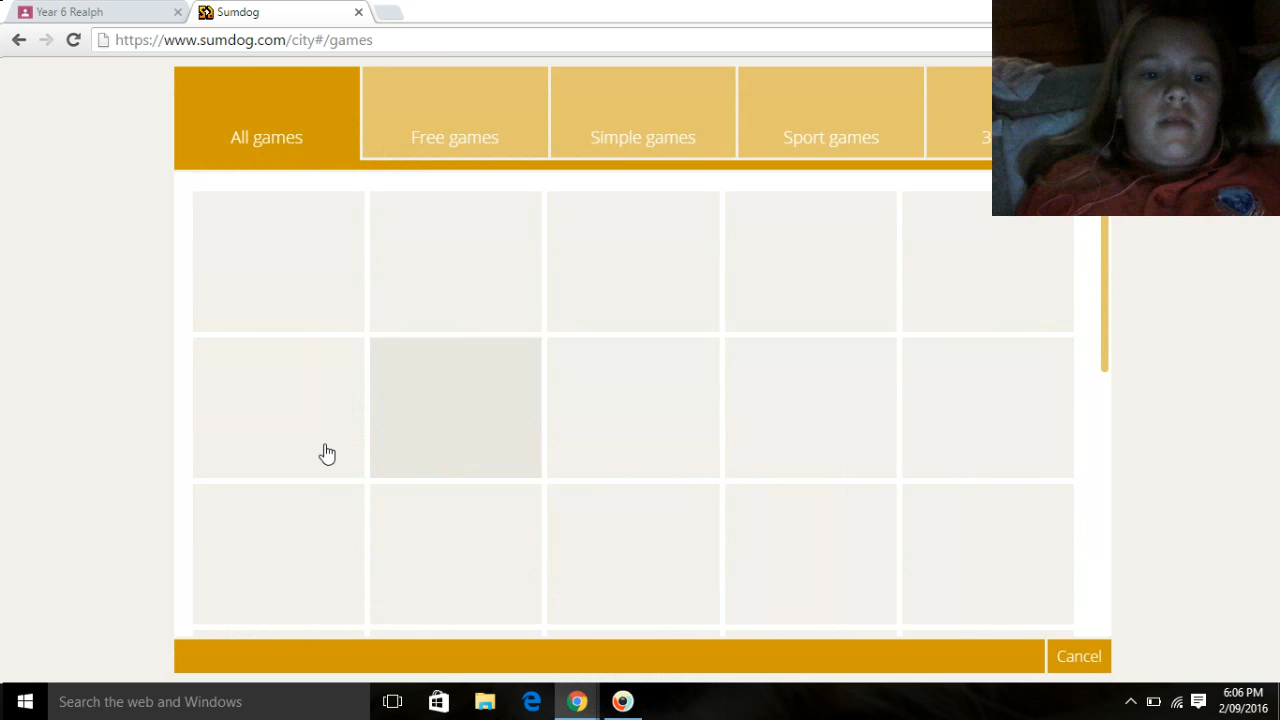 Year 6 Realph
Sumdog
https://www.sumdog.com/city#/games
All games
Free games
Simple games
Sport games
3
Cancel
Search the web and Windows
6:06 PM
2/09/2016